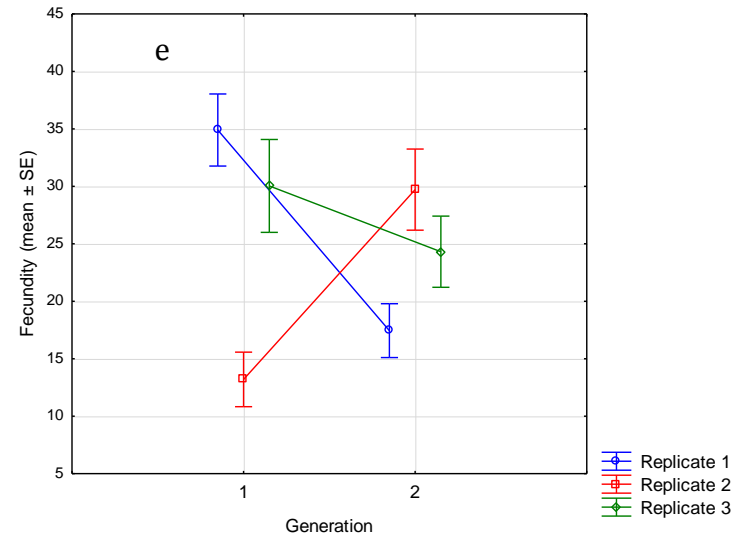 e
45
40
35
30
25
20
15
10
5
Fecundity (mean ± SE)
1 2
Generation
Replicate 1
Replicate 2
Replicate 3